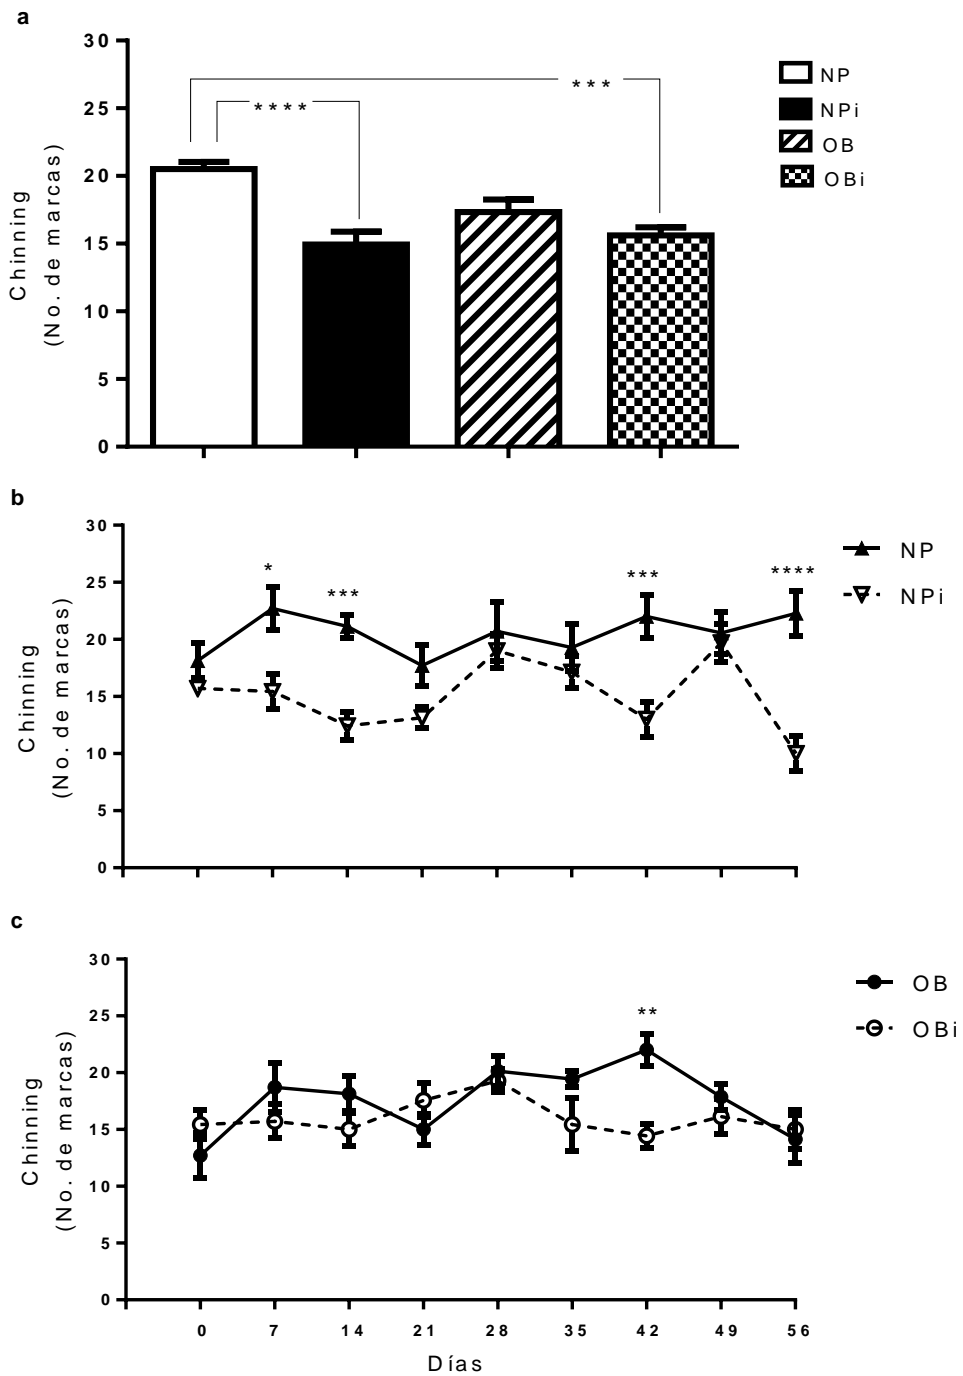 a
30
25
20
15
10
5
0
Chinning
(No. de marcas)
****
***
NP
NPi
OB
OBi
b
30
25
20
15
10
5
0
Chinning
(No. de marcas)
*
***
***
****
NP
NPi
c
30
25
20
15
10
5
0
Chinning
(No. de marcas)
**
OB
OBi
0 7 14 21 28 35 42 49 56
Días